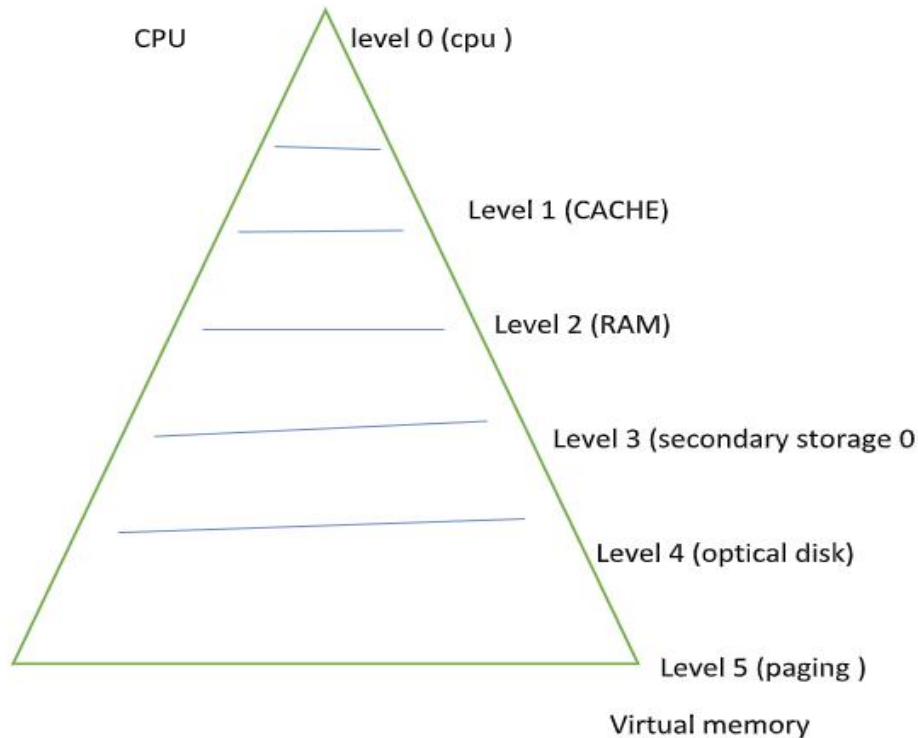 CPU
level 0 (cpu )
Level 1 (CACHE)
Level 2 (RAM)
Level 3 (secondary storage 0
Level 4 (optical disk)
Level 5 (paging )
Virtual memory